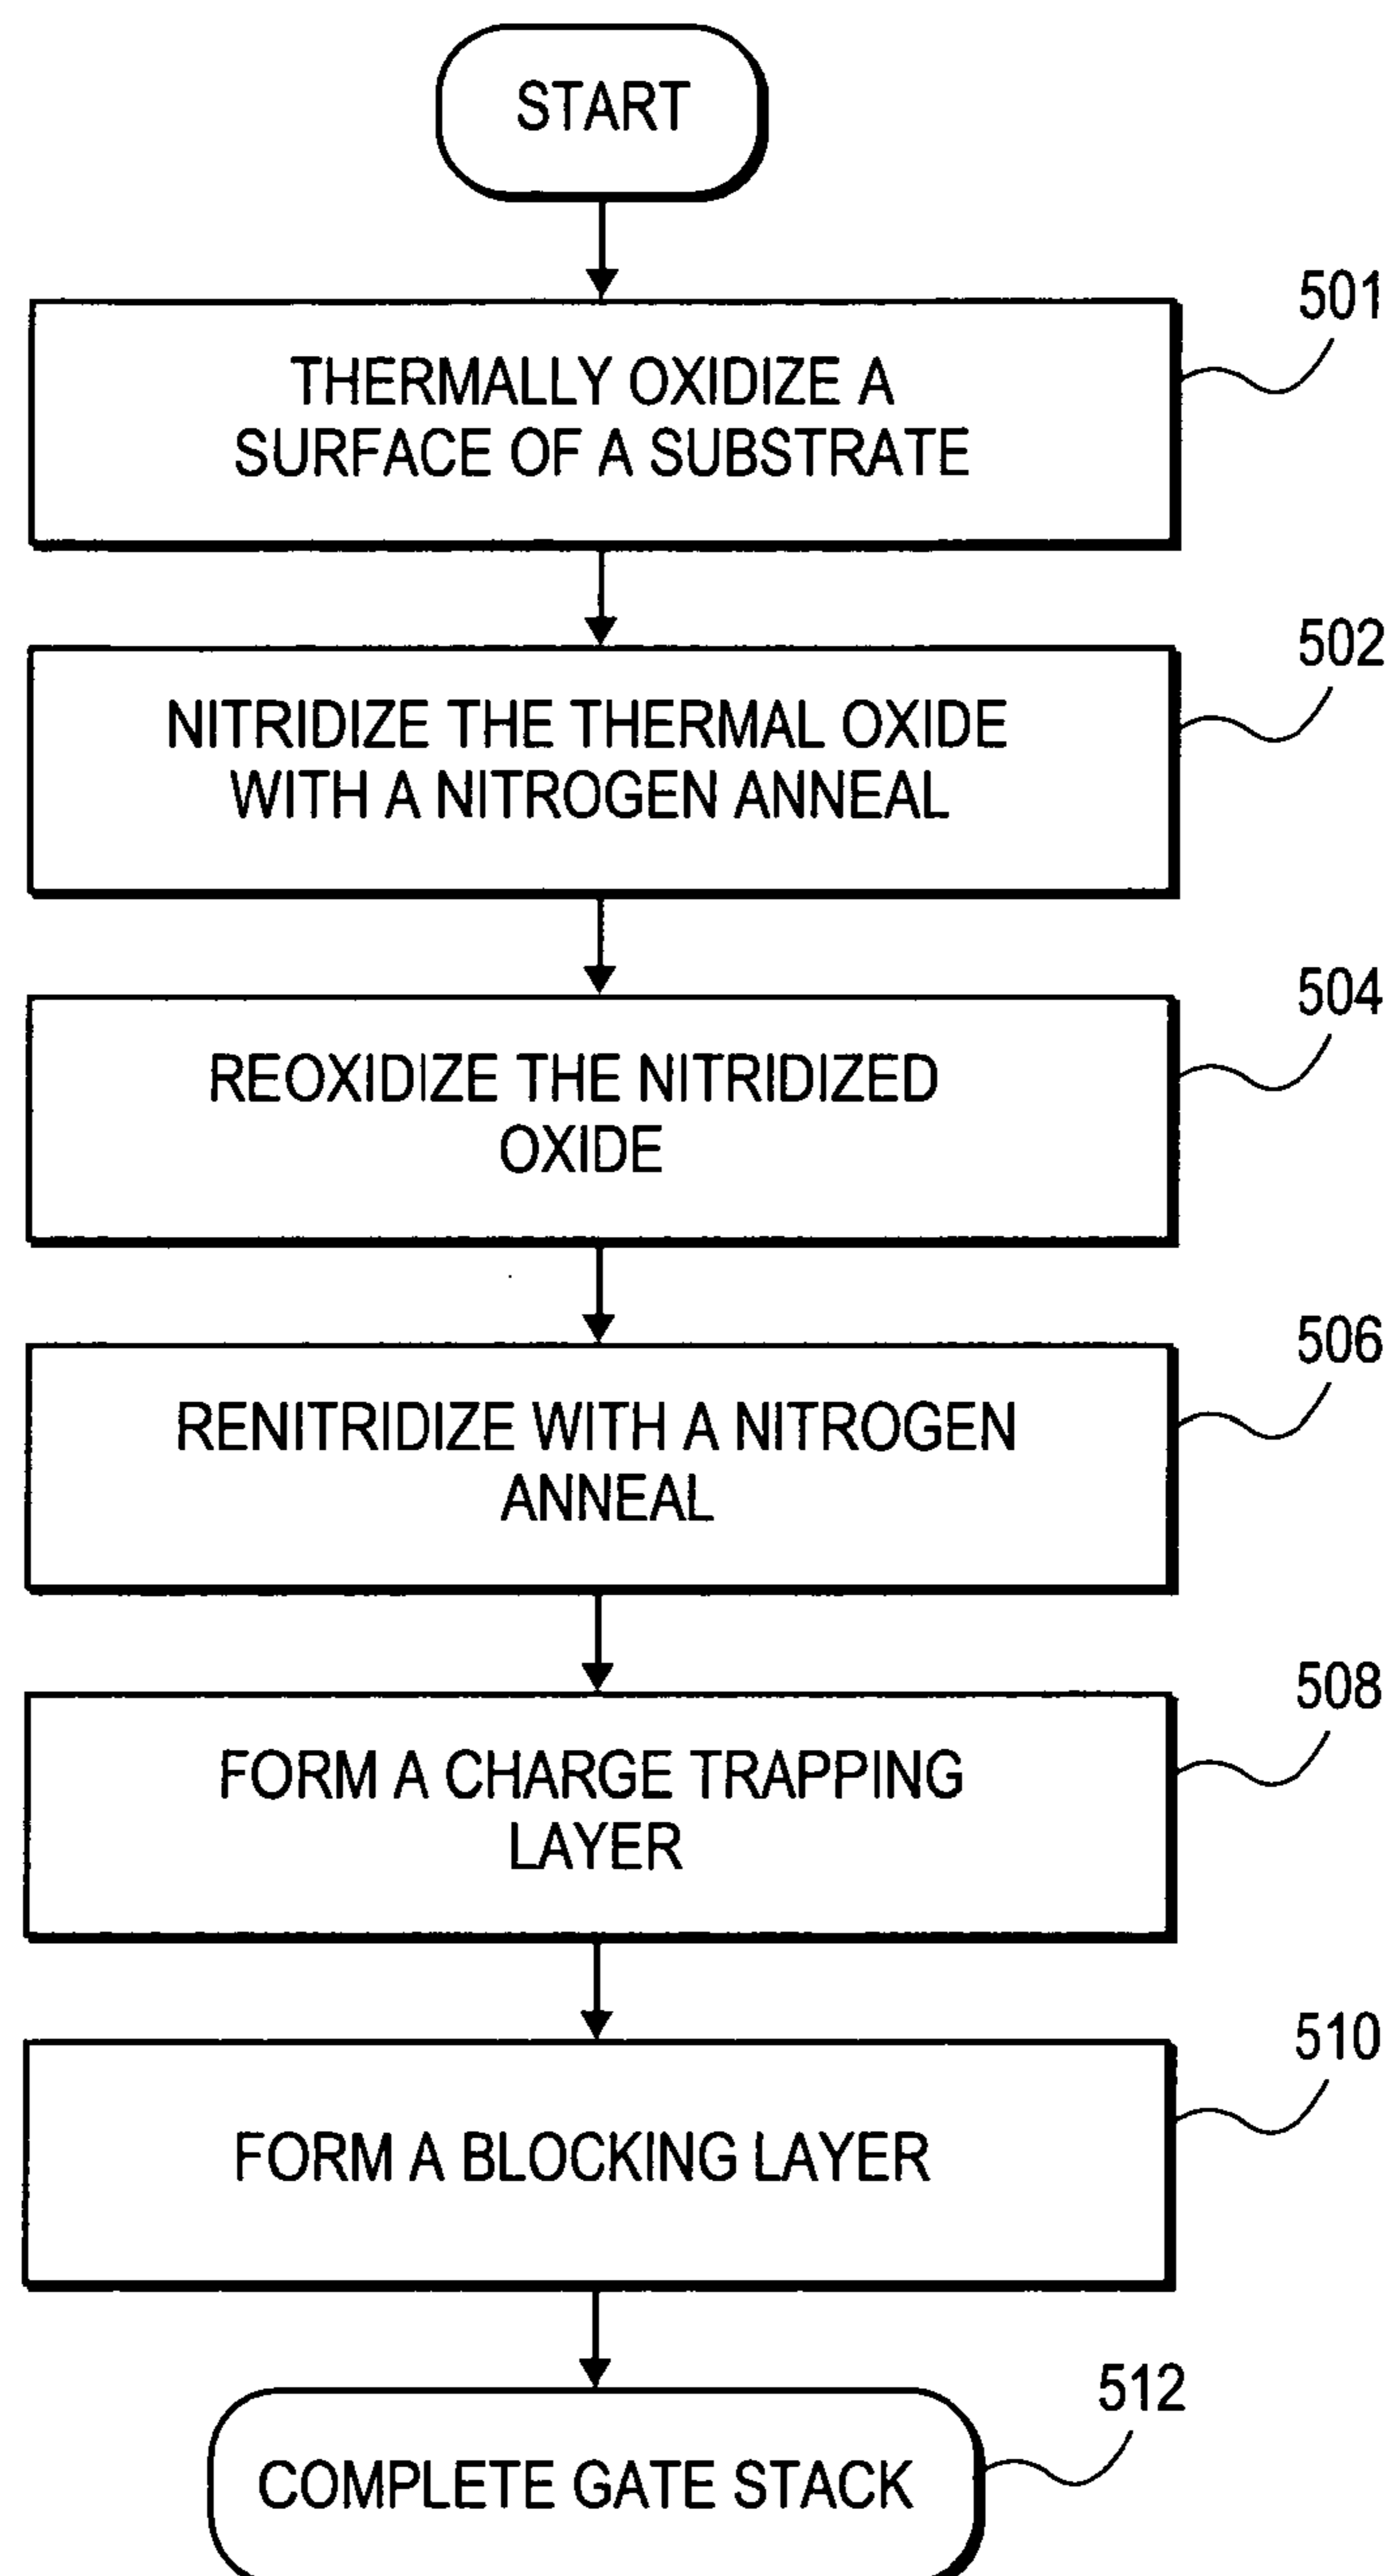 START
501
THERMALLY OXIDIZE A
SURFACE OF A SUBSTRATE
502
NITRIDIZE THE THERMAL OXIDE
WITH A NITROGEN ANNEAL
504
REOXIDIZE THE NITRIDIZED
OXIDE
506
RENITRIDIZE WITH A NITROGEN
ANNEAL
508
FORM A CHARGE TRAPPING
LAYER
510
FORM A BLOCKING LAYER
512
COMPLETE GATE STACK